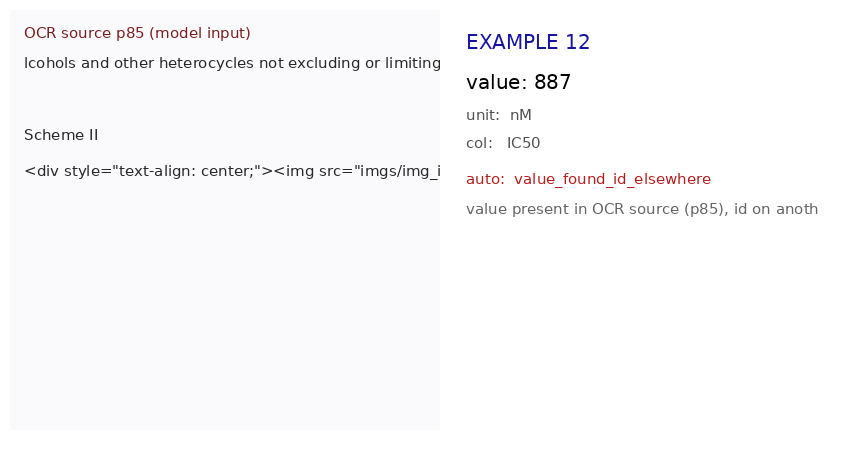 OCR source p85 (model input)
lcohols and other heterocycles not excluding or limiting
Scheme II
<div style="text-align: center;"><img src="imgs/img_i
EXAMPLE 12
value: 887
unit: nM
col: IC50
auto: value_found_id_elsewhere
value present in OCR source (p85), id on anoth